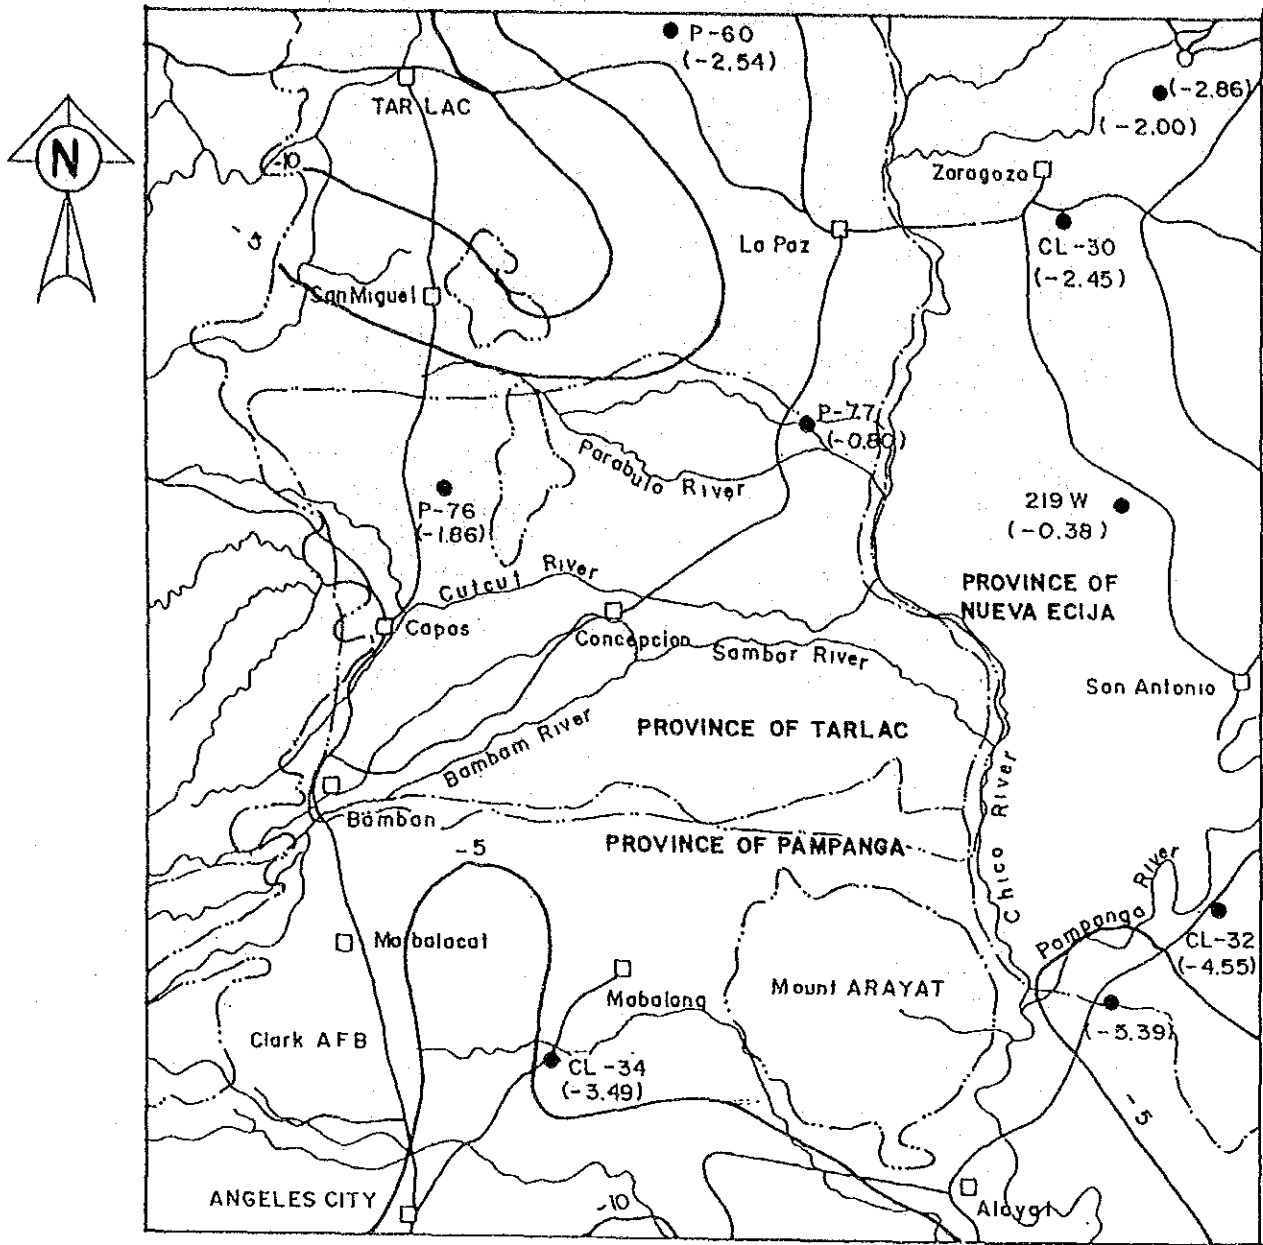 P-60
(-2.54)
(-2.86)
TARLAC
(-2.00)
N
-10
Zaragoza
-5
La Paz
CL-30
(-2.45)
San Miguel
P-77
(-0.80)
Parabulo River
P-76
(-1.86)
219 W
(-0.38)
Cutcut River
PROVINCE OF
NUEVA ECIJA
Capas
Concepcion
Sambar River
San Antonio
PROVINCE OF TARLAC
Bambam River
Chico River
Bamban
PROVINCE OF PAMPANGA
-5
Pampanga River
Mabalacat
CL-32
(-4.55)
Mabalang
Mount ARAYAT
(-5.39)
Clark AFB
CL-34
(-3.49)
-5
ANGELES CITY
-10
Alayat